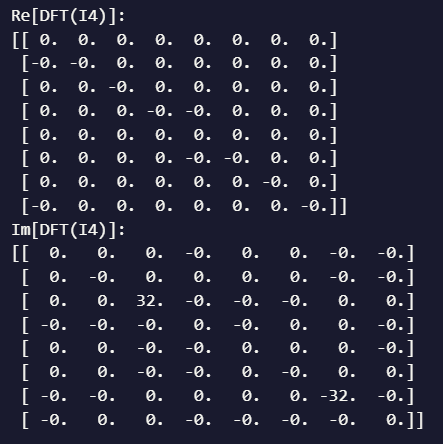 Re[DFT(I4)]:
[[ 0.  0.  0.  0.  0.  0.  0.  0.]
 [-0. -0.  0.  0.  0.  0.  0.  0.]
 [ 0.  0. -0.  0.  0.  0.  0.  0.]
 [ 0.  0.  0. -0. -0.  0.  0.  0.]
 [ 0.  0.  0.  0.  0.  0.  0.  0.]
 [ 0.  0.  0.  0. -0. -0.  0.  0.]
 [ 0.  0.  0.  0.  0.  0. -0.  0.]
 [-0.  0.  0.  0.  0.  0.  0. -0.]]
Im[DFT(I4)]:
[[  0.   0.   0.  -0.   0.   0.  -0.  -0.]
 [  0.  -0.   0.   0.   0.   0.  -0.  -0.]
 [  0.   0.  32.  -0.  -0.  -0.   0.   0.]
 [ -0.  -0.  -0.   0.  -0.   0.   0.  -0.]
 [  0.   0.  -0.  -0.   0.   0.   0.  -0.]
 [  0.   0.  -0.  -0.   0.  -0.   0.   0.]
 [ -0.  -0.   0.   0.   0.   0. -32.  -0.]
 [ -0.   0.   0.  -0.  -0.  -0.  -0.   0.]]